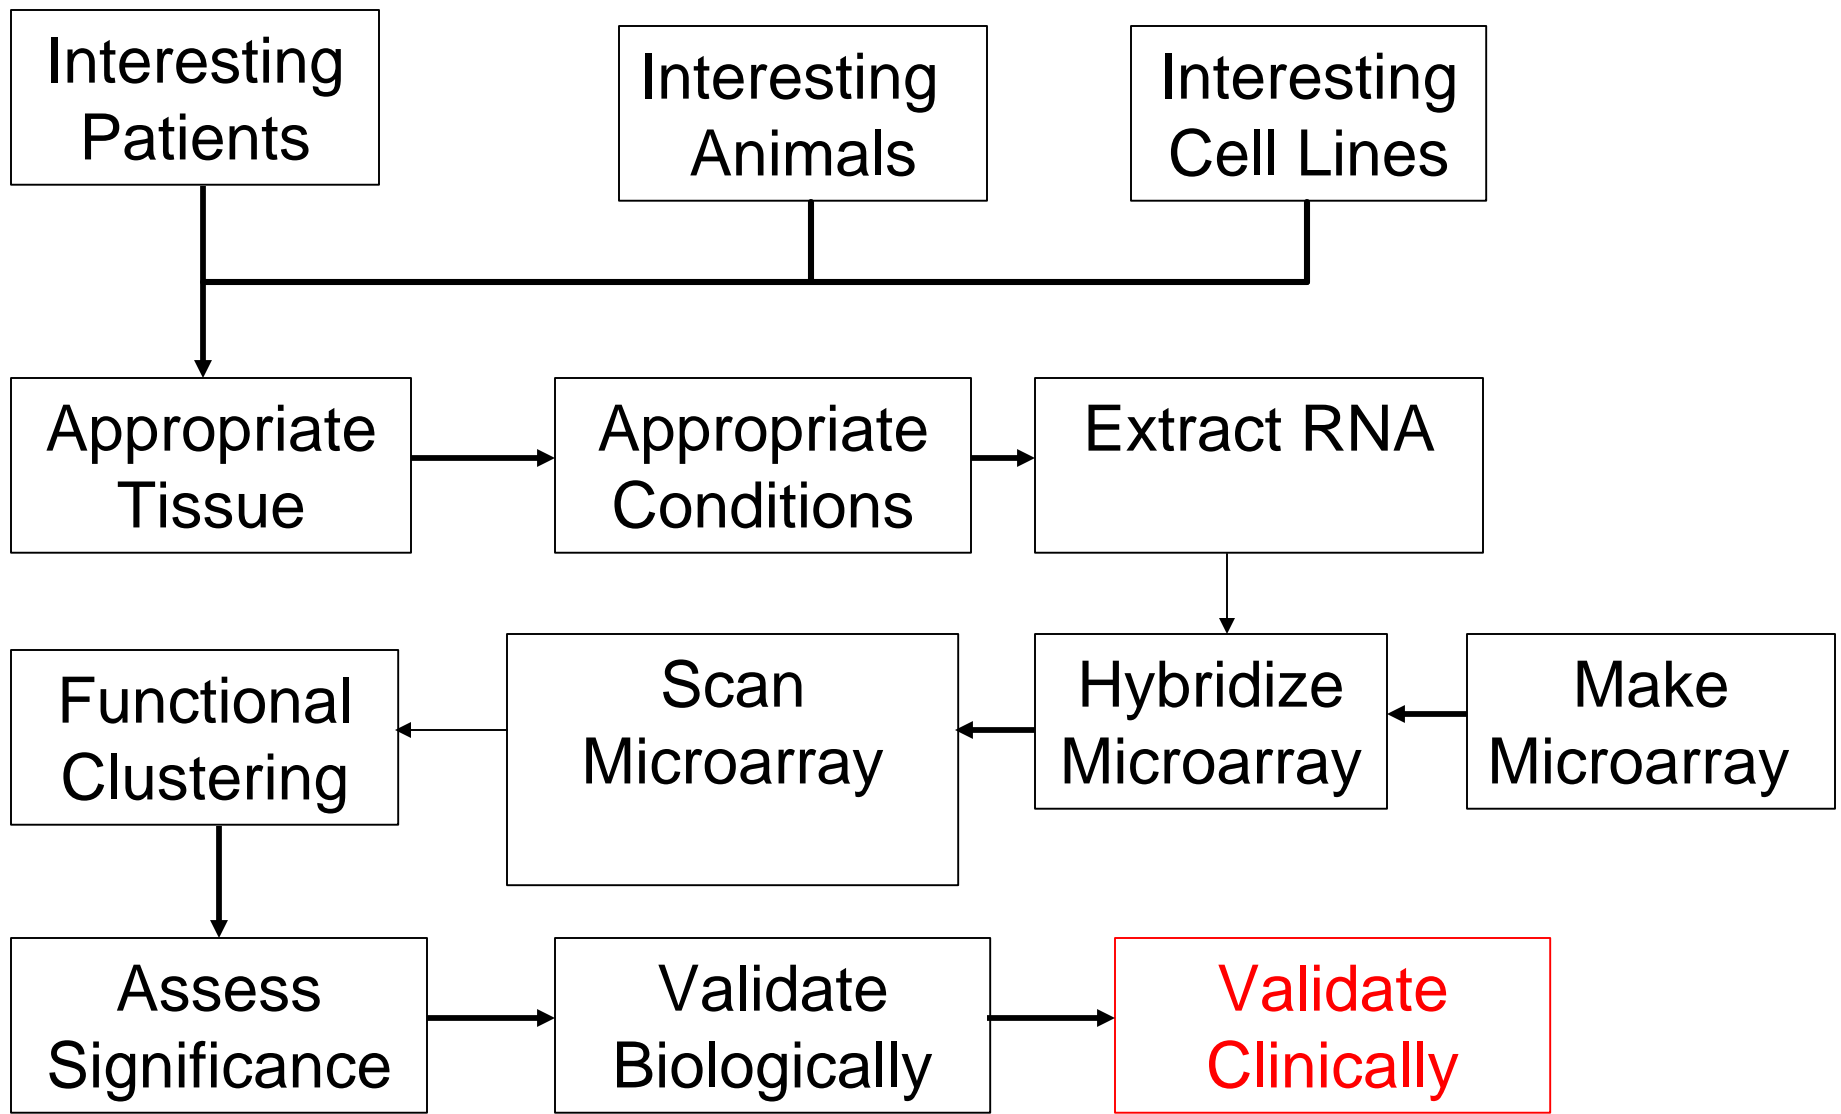 Interesting
Patients
Interesting
Animals
Interesting
Cell Lines
Appropriate
Tissue
Appropriate
Conditions
Extract RNA
Functional
Clustering
Scan
Microarray
Hybridize
Microarray
Make
Microarray
Assess
Significance
Validate
Biologically
Validate
Clinically